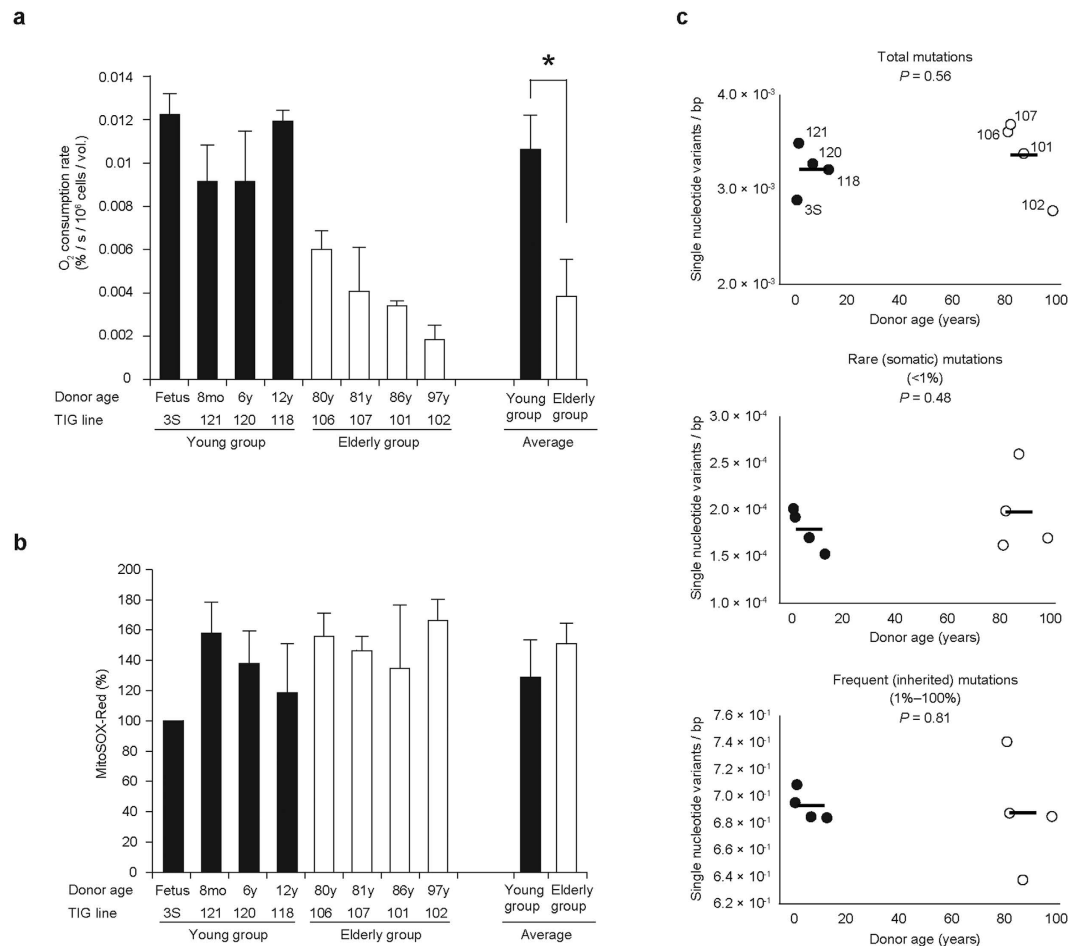 a
O₂ consumption rate
(% / s / 10⁶ cells / vol.)
0.014
0.012
0.01
0.008
0.006
0.004
0.002
0
*
Donor age Fetus 8mo 6y 12y 80y 81y 86y 97y
TIG line 3S 121 120 118 106 107 101 102
Young group Elderly group
Young group
Elderly group
Average
b
MitoSOX-Red (%)
200
180
160
140
120
100
80
60
40
20
0
Donor age Fetus 8mo 6y 12y 80y 81y 86y 97y
TIG line 3S 121 120 118 106 107 101 102
Young group Elderly group
Young group
Elderly group
Average
c
Total mutations
P = 0.56
Single nucleotide variants / bp
4.0 × 10⁻³
3.0 × 10⁻³
2.0 × 10⁻³
121
120
118
3S
107
106
101
102
0 20 40 60 80 100
Donor age (years)
Rare (somatic) mutations
(<1%)
P = 0.48
Single nucleotide variants / bp
3.0 × 10⁻⁴
2.5 × 10⁻⁴
2.0 × 10⁻⁴
1.5 × 10⁻⁴
1.0 × 10⁻⁴
0 20 40 60 80 100
Donor age (years)
Frequent (inherited) mutations
(1%–100%)
P = 0.81
Single nucleotide variants / bp
7.6 × 10⁻¹
7.4 × 10⁻¹
7.2 × 10⁻¹
7.0 × 10⁻¹
6.8 × 10⁻¹
6.6 × 10⁻¹
6.4 × 10⁻¹
6.2 × 10⁻¹
0 20 40 60 80 100
Donor age (years)